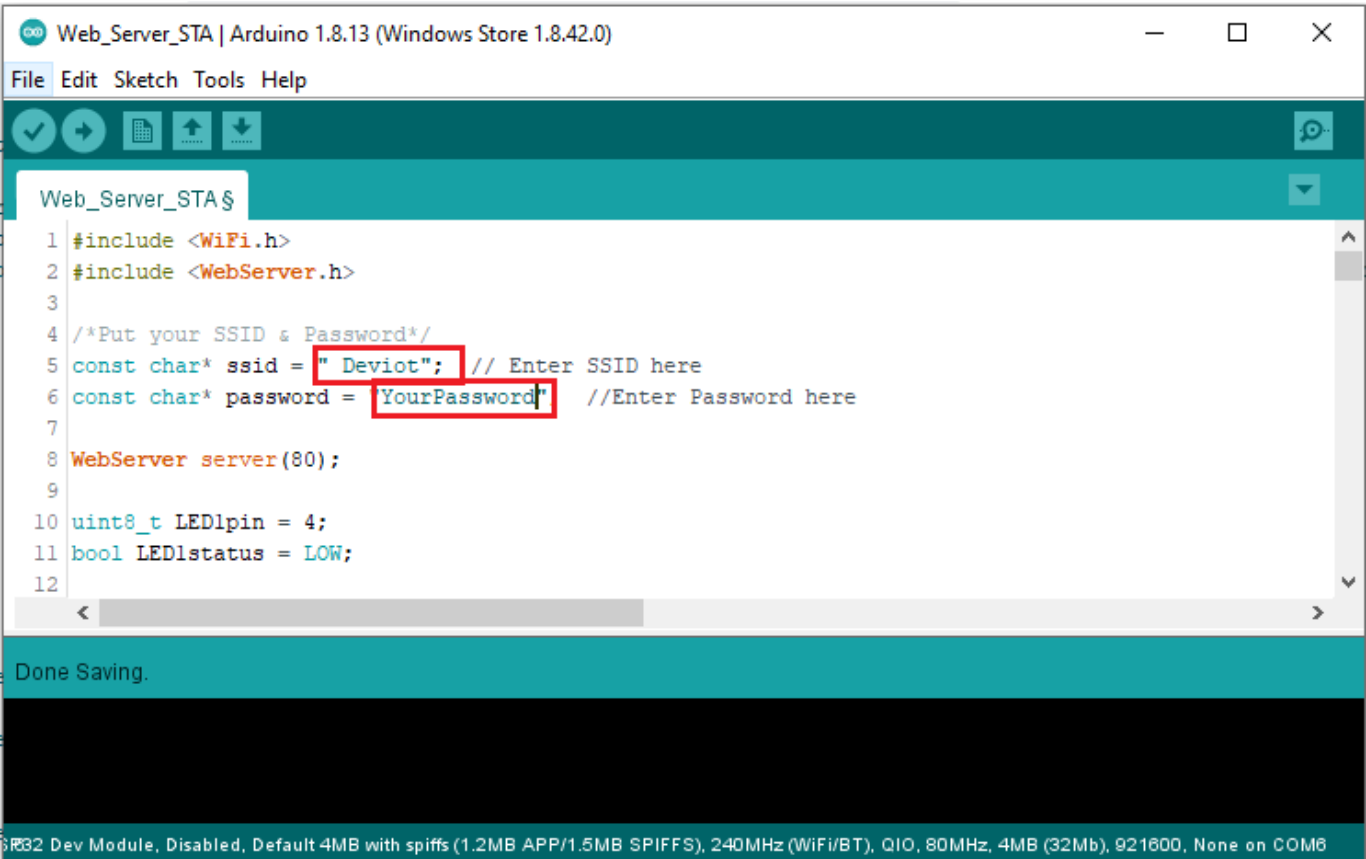 Web_Server_STA | Arduino 1.8.13 (Windows Store 1.8.42.0)
File Edit Sketch Tools Help
Web_Server_STA §
1 #include <WiFi.h>
2 #include <WebServer.h>
3
4 /*Put your SSID & Password*/
5 const char* ssid = " Deviot"; // Enter SSID here
6 const char* password = "YourPassword" //Enter Password here
7
8 WebServer server(80);
9
10 uint8_t LED1pin = 4;
11 bool LED1status = LOW;
12
Done Saving.
Dev Module, Disabled, Default 4MB with spiffs (1.2MB APP/1.5MB SPIFFS), 240MHz (WiFi/BT), QIO, 80MHz, 4MB (32Mb), 921600, None on COM6